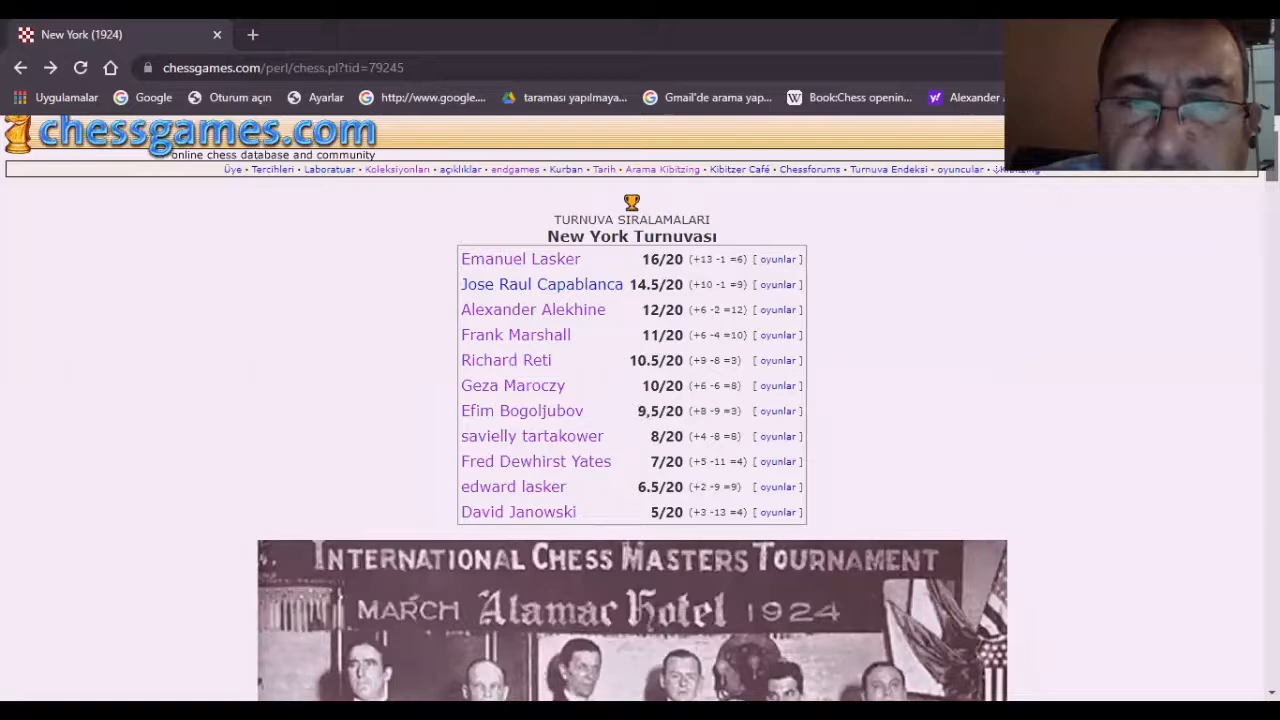 New York (1924)
chessgames.com/perl/chess.pl?tid=79245
Uygulamalar Google Oturum açın Ayarlar http://www.google.... taraması yapılmaya... Gmail'de arama yap... Book:Chess openin... Alexander
chessgames.com
online chess database and community
Üye • Tercihleri • Laboratuar • Koleksiyonları • açıklıklar • endgames • Kurban • Tarih • Arama Kibitzing • Kibitzer Café • Chessforums • Turnuva Endeksi • oyuncular • ↓Kibitzing
TURNUVA SIRALAMALARI
New York Turnuvası
Emanuel Lasker 16/20 (+13 -1 =6) [ oyunlar ]
Jose Raul Capablanca 14.5/20 (+10 -1 =9) [ oyunlar ]
Alexander Alekhine 12/20 (+6 -2 =12) [ oyunlar ]
Frank Marshall 11/20 (+6 -4 =10) [ oyunlar ]
Richard Reti 10.5/20 (+9 -8 =3) [ oyunlar ]
Geza Maroczy 10/20 (+6 -6 =8) [ oyunlar ]
Efim Bogoljubov 9,5/20 (+8 -9 =3) [ oyunlar ]
savielly tartakower 8/20 (+4 -8 =8) [ oyunlar ]
Fred Dewhirst Yates 7/20 (+5 -11 =4) [ oyunlar ]
edward lasker 6.5/20 (+2 -9 =9) [ oyunlar ]
David Janowski 5/20 (+3 -13 =4) [ oyunlar ]
INTERNATIONAL CHESS MASTERS TOURNAMENT
MARCH Alamac Hotel 1924